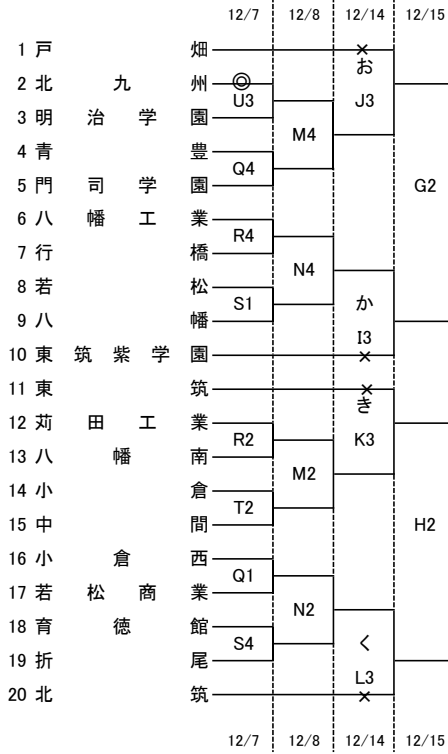 12/7 12/8 12/14 12/15
1 戸畑 ×
お
2 北九州 ◎
U3 J3
3 明治学園
M4
4 青豊
Q4
5 門司学園
G2
6 八幡工業
R4
7 行橋
N4
8 若松
S1 か
9 八幡
I3
10 東筑紫学園 ×
11 東筑 ×
き
12 苅田工業
R2 K3
13 八幡南
M2
14 小倉
T2
15 中間
H2
16 小倉西
Q1
17 若松商業
N2
18 育徳館
S4 く
19 折尾
L3
20 北筑 ×
12/7 12/8 12/14 12/15